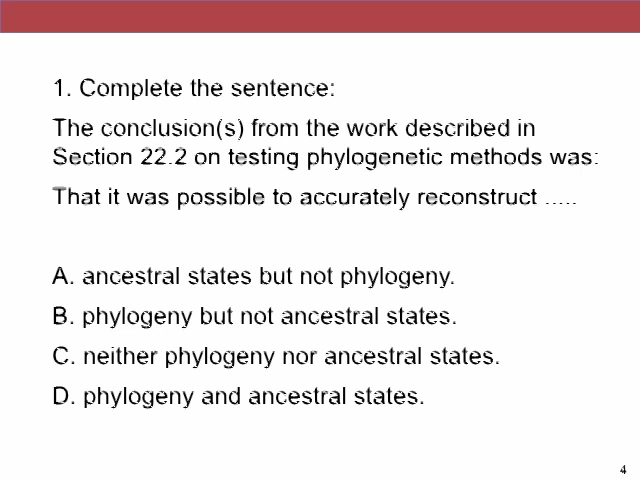 1. Complete the sentence:
The conclusion(s) from the work described in
Section 22.2 on testing phylogenetic methods was:
That it was possible to accurately reconstruct .....
A. ancestral states but not phylogeny.
B. phylogeny but not ancestral states.
C. neither phylogeny nor ancestral states.
D. phylogeny and ancestral states.
4